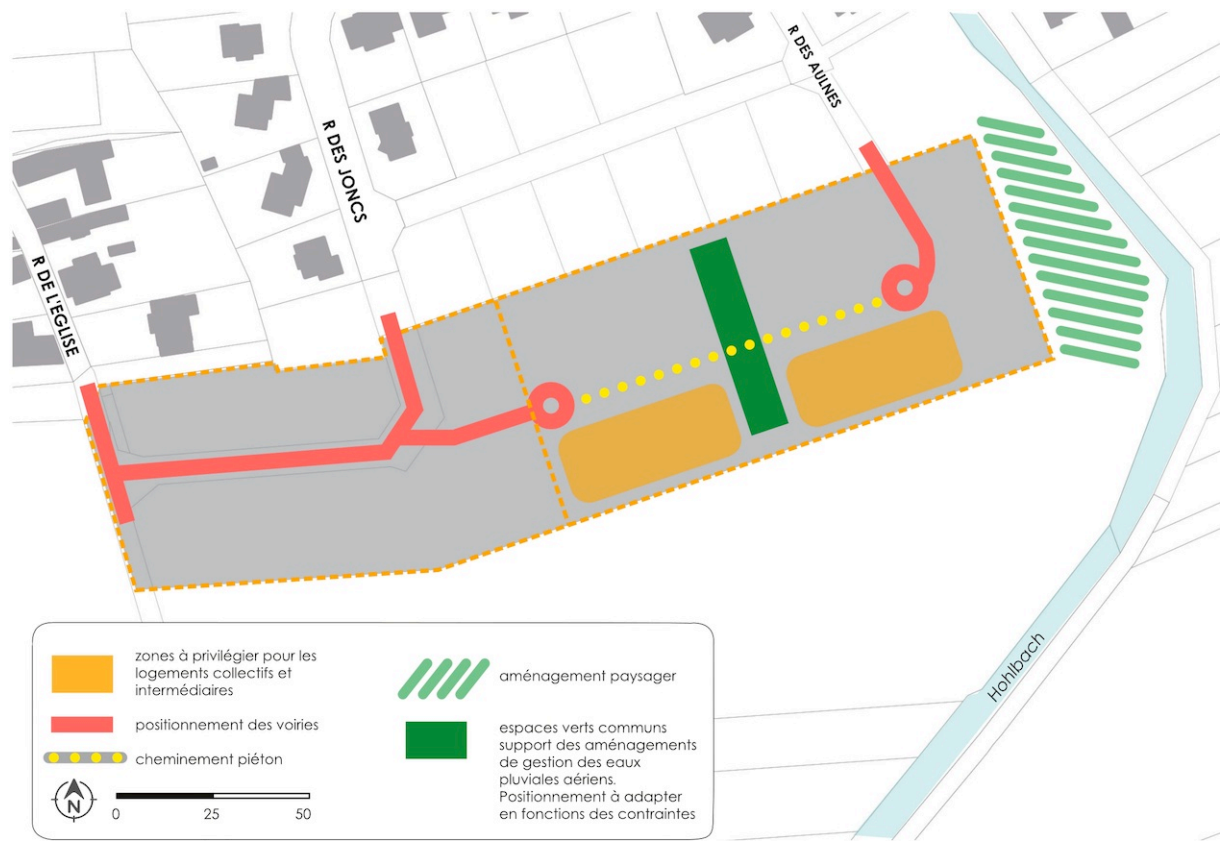 R DES AULNES
R DES JONCS
R DE L'EGLISE
Hohlbach
zones à privilégier pour les
logements collectifs et
intermédiaires
positionnement des voiries
cheminement piéton
N
0 25 50
aménagement paysager
espaces verts communs
support des aménagements
de gestion des eaux
pluviales aériens.
Positionnement à adapter
en fonctions des contraintes